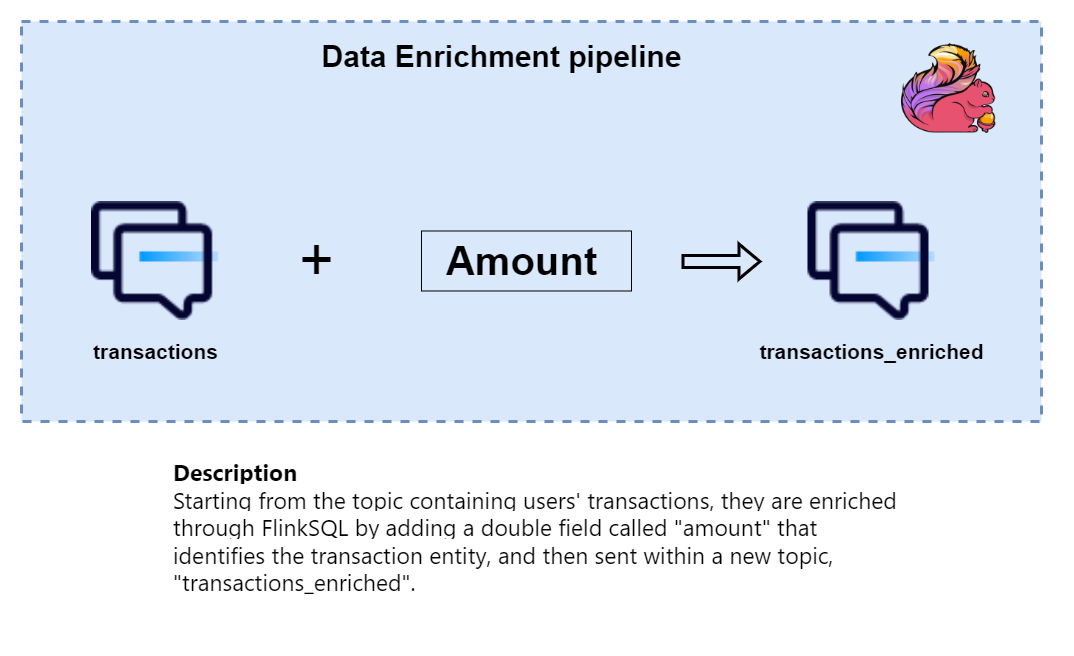 Data Enrichment pipeline
+
Amount
transactions
transactions_enriched
Description
Starting from the topic containing users' transactions, they are enriched
through FlinkSQL by adding a double field called "amount" that
identifies the transaction entity, and then sent within a new topic,
"transactions_enriched".